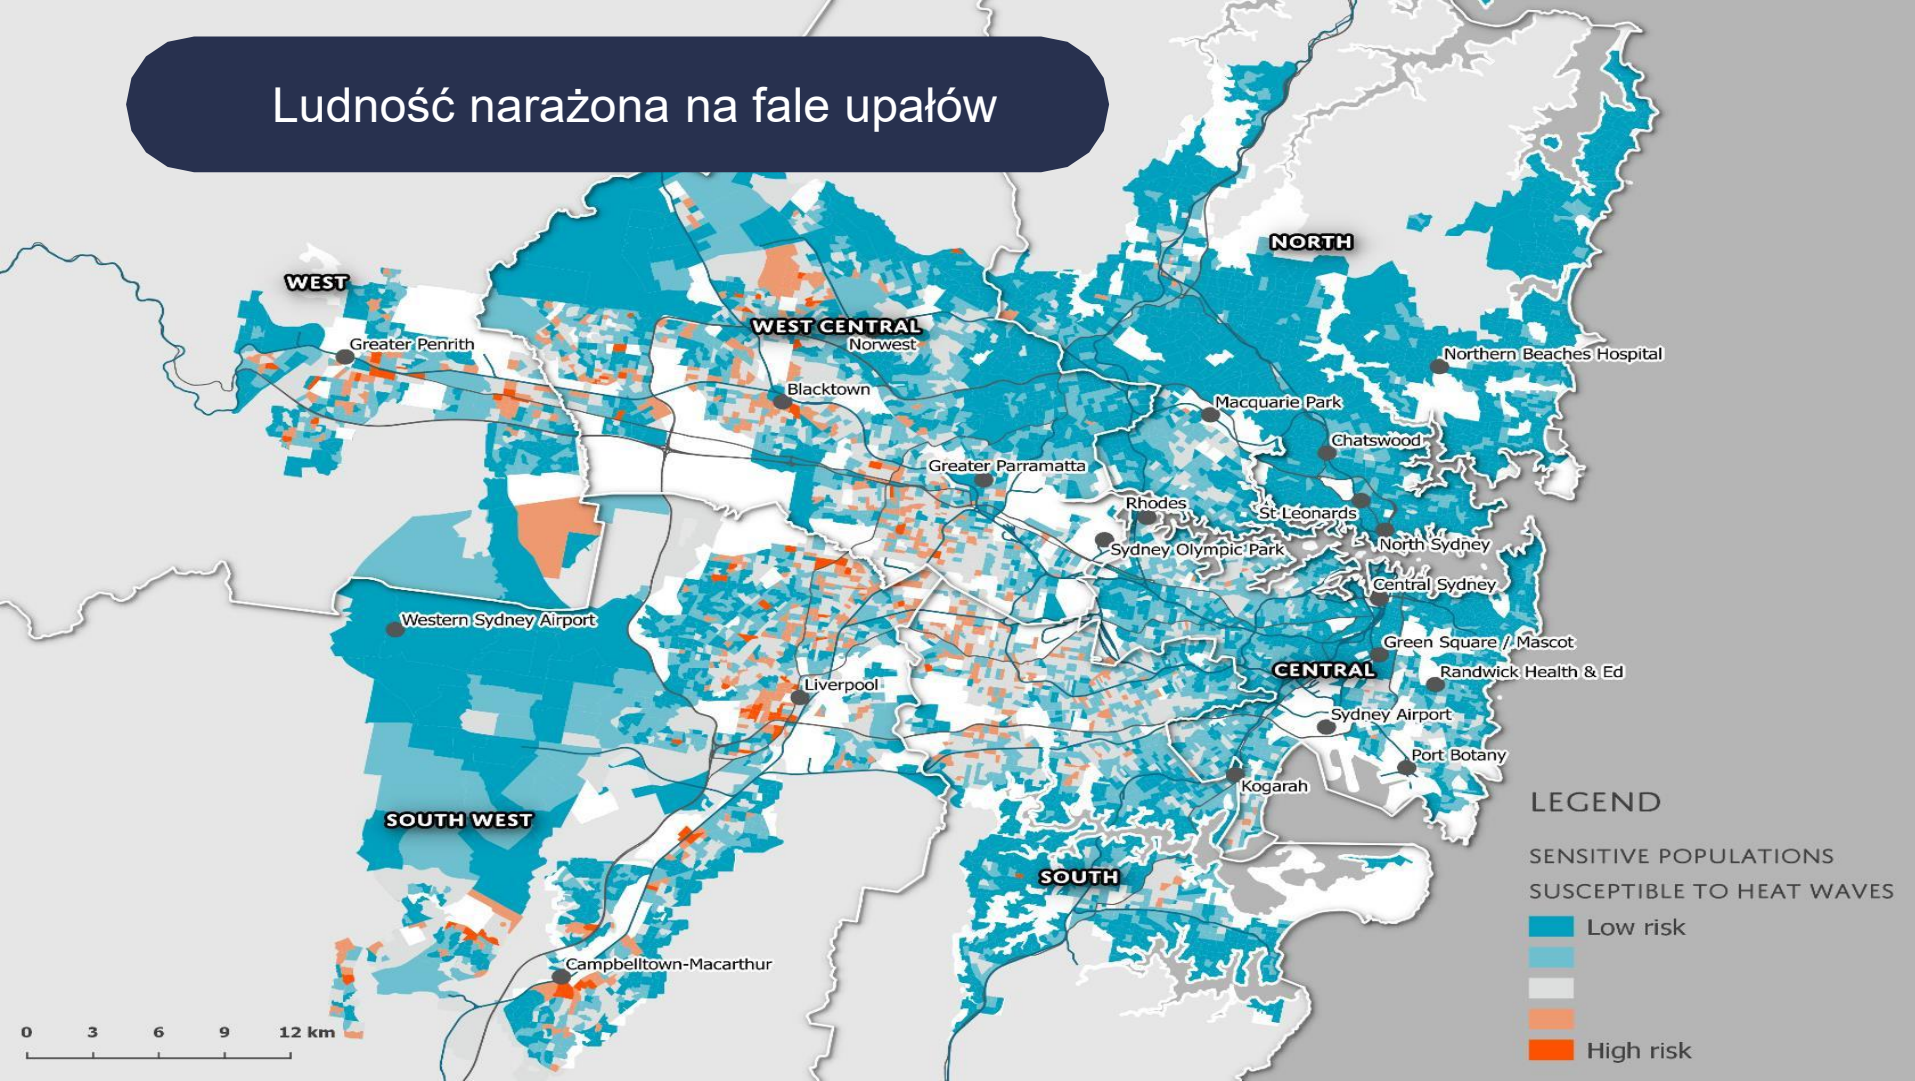 Ludność narażona na fale upałów
NORTH
WEST
WEST CENTRAL
Norwest
Greater Penrith
Northern Beaches Hospital
Blacktown
Macquarie Park
Chatswood
Greater Parramatta
Rhodes
St Leonards
North Sydney
Sydney Olympic Park
Central Sydney
Western Sydney Airport
Green Square / Mascot
CENTRAL
Randwick Health & Ed
Liverpool
Sydney Airport
Port Botany
Kogarah
SOUTH WEST
SOUTH
Campbelltown-Macarthur
LEGEND
SENSITIVE POPULATIONS
SUSCEPTIBLE TO HEAT WAVES
Low risk
High risk
0 3 6 9 12 km